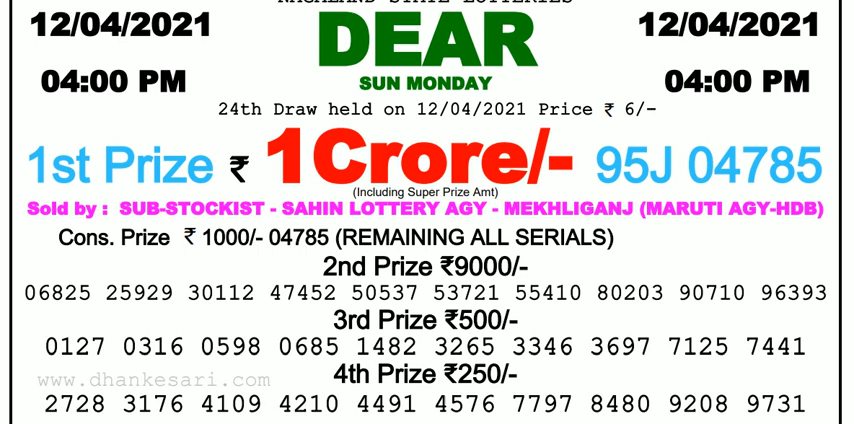 NAGALAND STATE LOTTERIES
12/04/2021 DEAR 12/04/2021
04:00 PM SUN MONDAY 04:00 PM
24th Draw held on 12/04/2021 Price ₹ 6/-
1st Prize ₹ 1Crore/- 95J 04785
(Including Super Prize Amt)
Sold by : SUB-STOCKIST - SAHIN LOTTERY AGY - MEKHLIGANJ (MARUTI AGY-HDB)
Cons. Prize ₹ 1000/- 04785 (REMAINING ALL SERIALS)
2nd Prize ₹9000/-
06825 25929 30112 47452 50537 53721 55410 80203 90710 96393
3rd Prize ₹500/-
0127 0316 0598 0685 1482 3265 3346 3697 7125 7441
www.dhankesari.com
4th Prize ₹250/-
2728 3176 4109 4210 4491 4576 7797 8480 9208 9731